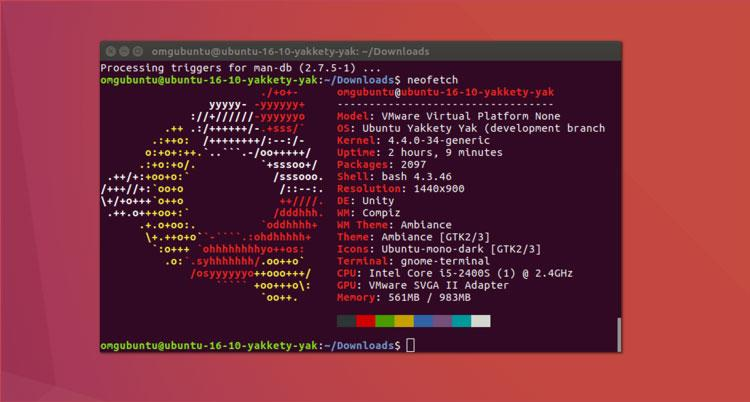 omgubuntu@ubuntu-16-10-yakkety-yak: ~/Downloads
Processing triggers for man-db (2.7.5-1) ...
omgubuntu@ubuntu-16-10-yakkety-yak:~/Downloads$ neofetch
omgubuntu@ubuntu-16-10-yakkety-yak
----------------------------------
Model: VMware Virtual Platform None
OS: Ubuntu Yakkety Yak (development branch
Kernel: 4.4.0-34-generic
Uptime: 2 hours, 9 minutes
Packages: 2097
Shell: bash 4.3.46
Resolution: 1440x900
DE: Unity
WM: Compiz
WM Theme: Ambiance
Theme: Ambiance [GTK2/3]
Icons: Ubuntu-mono-dark [GTK2/3]
Terminal: gnome-terminal
CPU: Intel Core i5-2400S (1) @ 2.4GHz
GPU: VMware SVGA II Adapter
Memory: 561MB / 983MB
omgubuntu@ubuntu-16-10-yakkety-yak:~/Downloads$